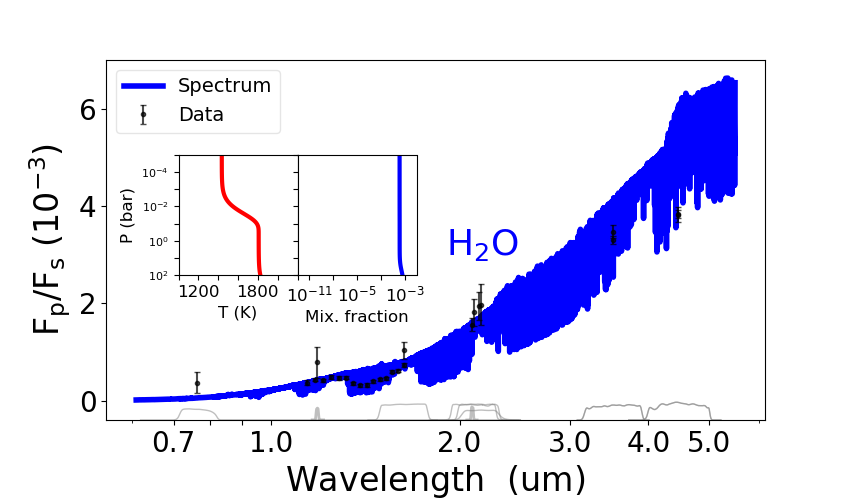 Spectrum
Data
F_p/F_s (10^{-3})
6
4
2
0
P (bar)
10^{-4}
10^{-2}
10^0
10^2
1200 1800
T (K)
10^{-11} 10^{-5} 10^{-3}
Mix. fraction
H₂O
0.7 1.0 2.0 3.0 4.0 5.0
Wavelength (um)